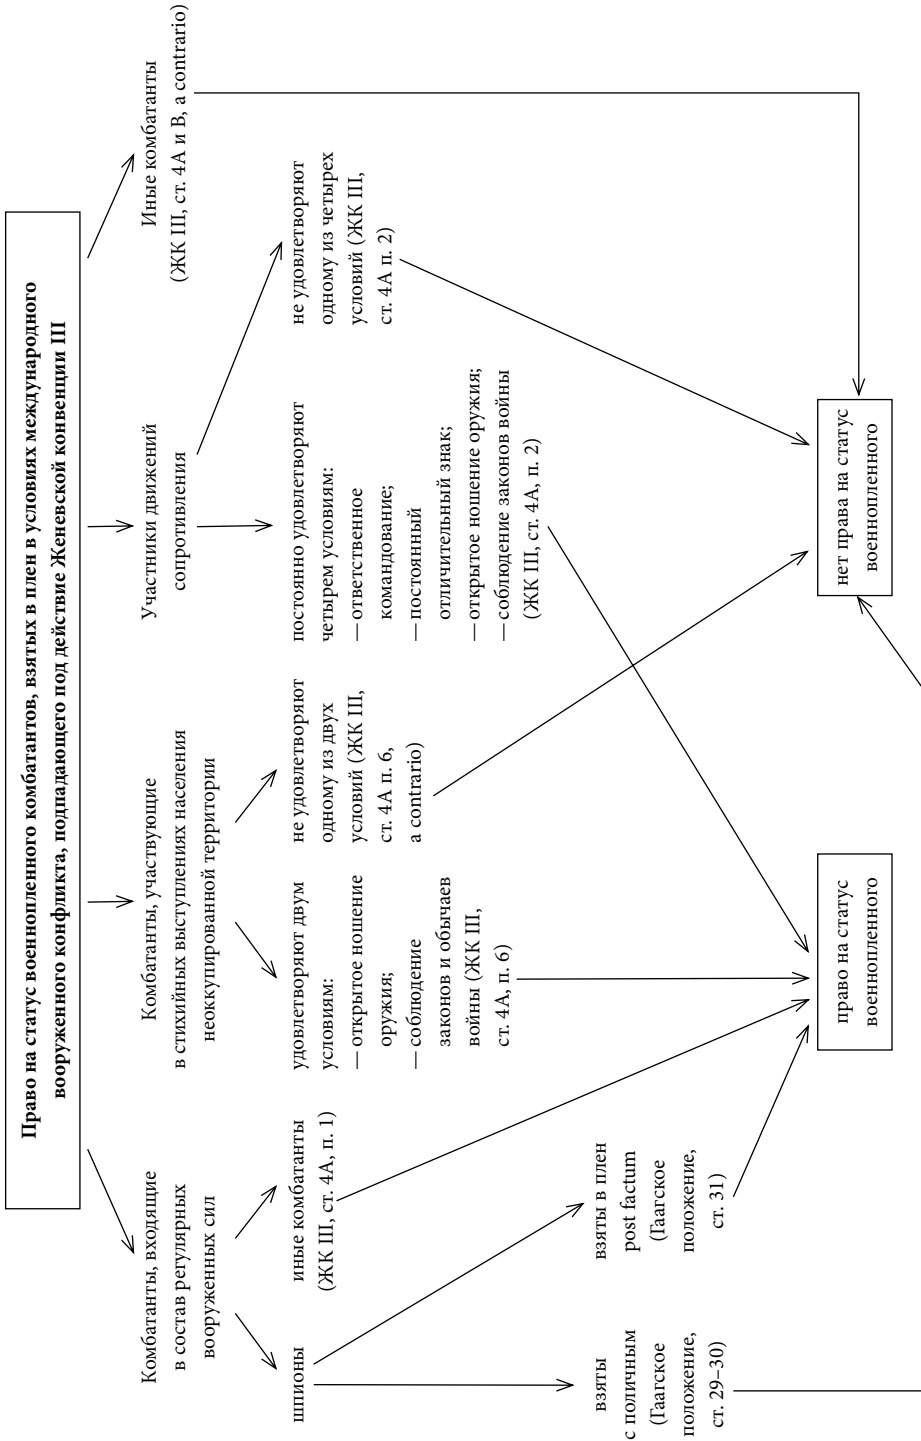 Право на статус военнопленного комбатантов, взятых в плен в условиях международного
вооруженного конфликта, подпадающего под действие Женевской конвенции III
Комбатанты, входящие
в состав регулярных
вооруженных сил
Комбатанты, участвующие
в стихийных выступлениях населения
неоккупированной территории
Участники движений
сопротивления
Иные комбатанты
(ЖК III, ст. 4А и В, a contrario)
шпионы
иные комбатанты
(ЖК III, ст. 4А, п. 1)
удовлетворяют двум
условиям:
— открытое ношение
оружия;
— соблюдение
законов и обычаев
войны (ЖК III,
ст. 4А, п. 6)
не удовлетворяют
одному из двух
условий (ЖК III,
ст. 4А п. 6,
a contrario)
постоянно удовлетворяют
четырем условиям:
— ответственное
командование;
— постоянный
отличительный знак;
— открытое ношение оружия;
— соблюдение законов войны
(ЖК III, ст. 4А, п. 2)
не удовлетворяют
одному из четырех
условий (ЖК III,
ст. 4А п. 2)
взяты
с поличным
(Гаагское
положение,
ст. 29–30)
взяты в плен
post factum
(Гаагское
положение,
ст. 31)
право на статус
военнопленного
нет права на статус
военнопленного